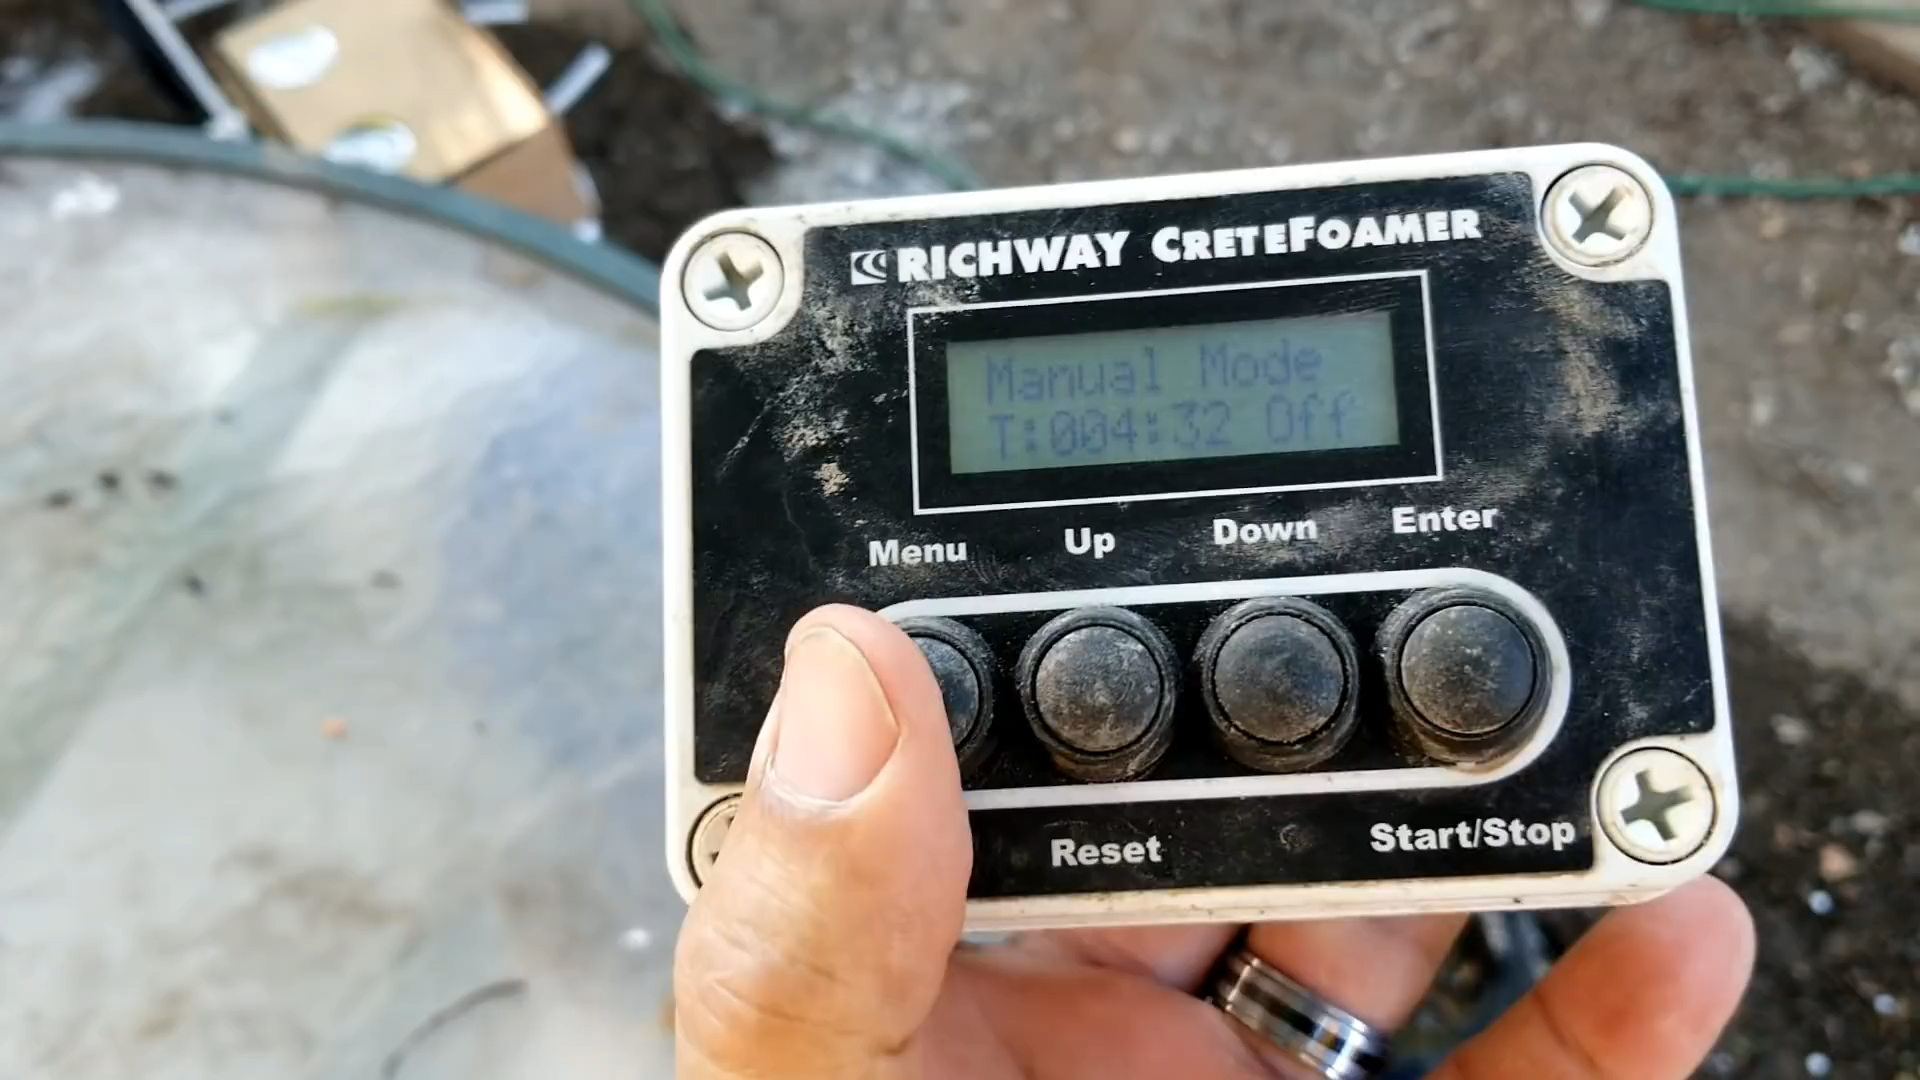 RICHWAY CRETEFOAMER
Manual Mode
T:004:32 Off
Menu Up Down Enter
Reset Start/Stop